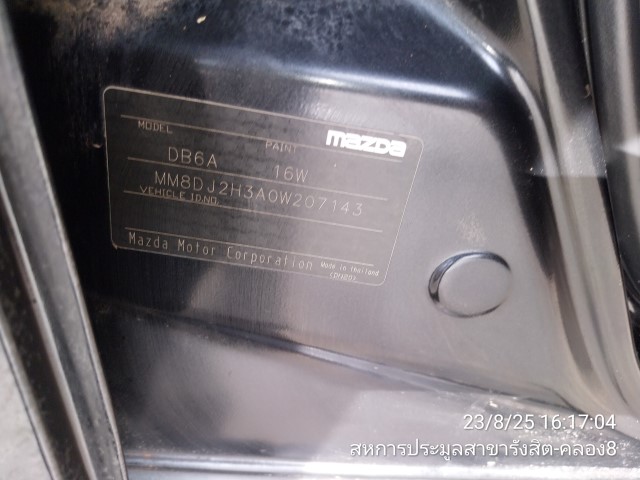 mazda
MODEL PAINT
DB6A 16W
MM8DJ2H3A0W207143
VEHICLE ID.NO.
Mazda Motor Corporation Made in Thailand
23/8/25 16:17:04
สหการประมูลสาขารังสิต-คลอง8